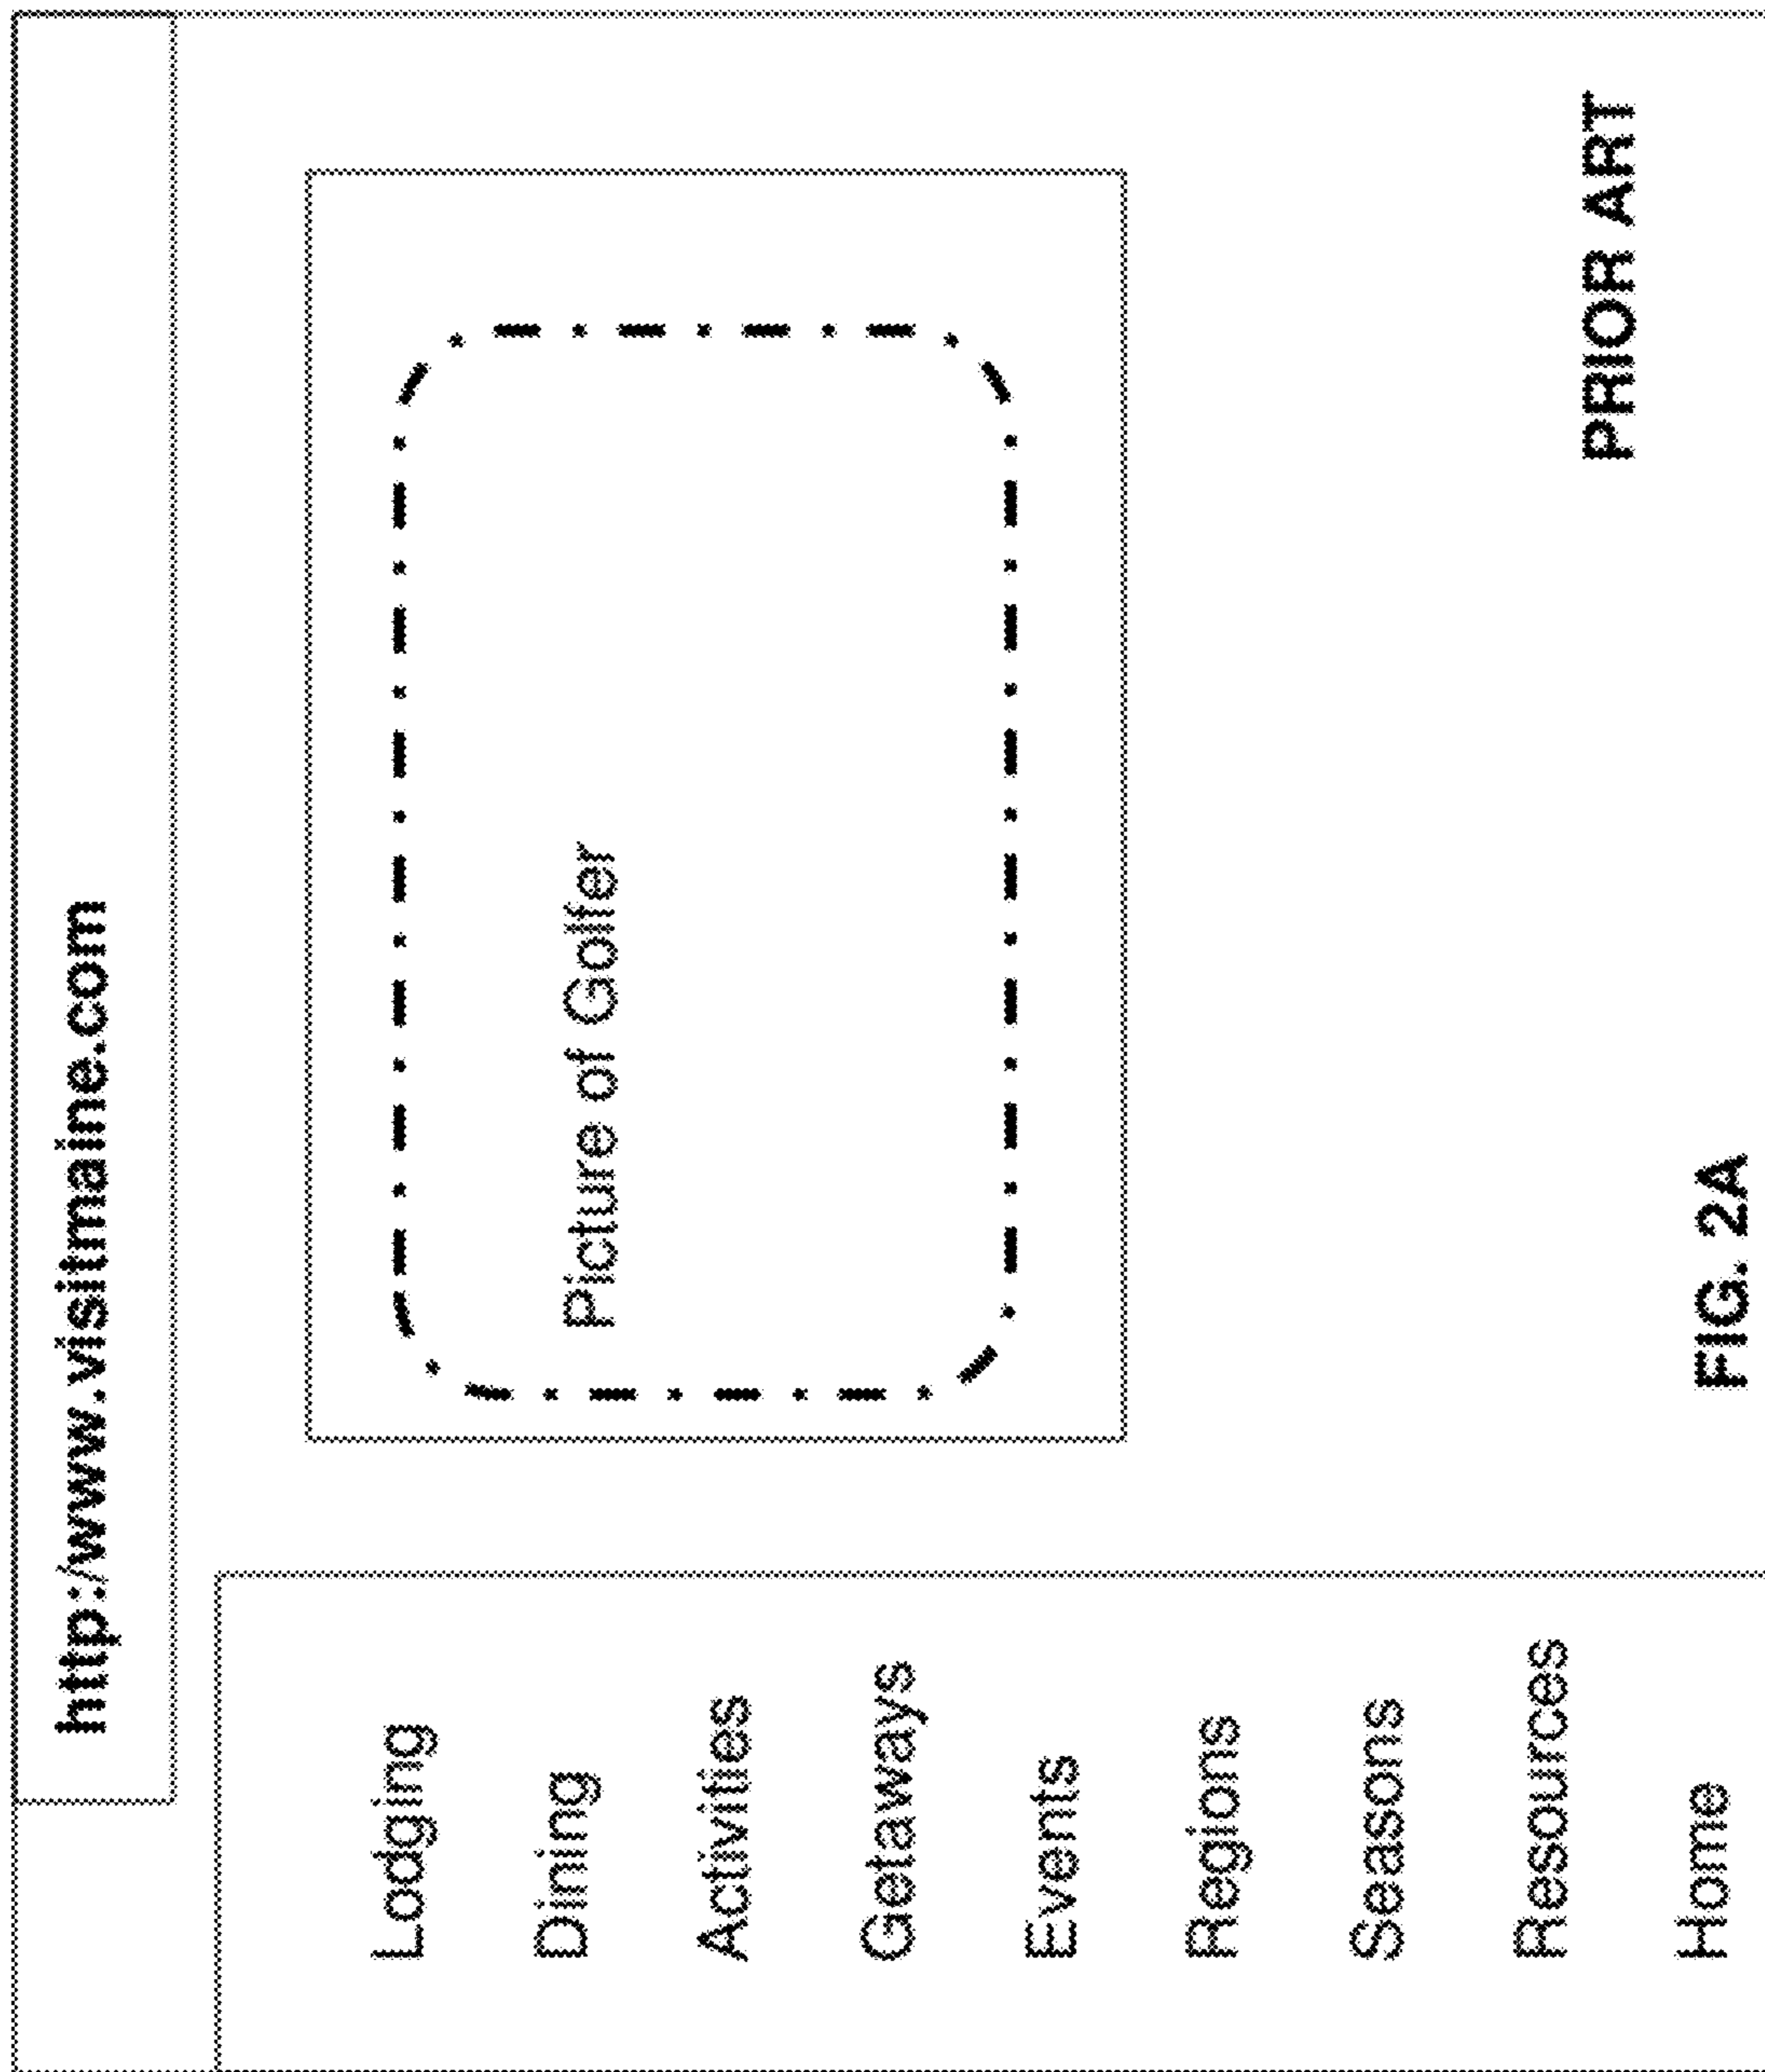 http:/www.visitmaine.com
Lodging
Dining
Activities
Getaways
Events
Regions
Seasons
Resources
Home
Picture of Golfer
PRIOR ART
FIG. 2A